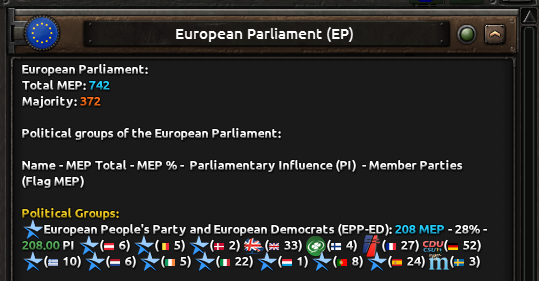 European Parliament (EP)
European Parliament:
Total MEP: 742
Majority: 372
Political groups of the European Parliament:
Name - MEP Total - MEP % - Parliamentary Influence (PI) - Member Parties
(Flag MEP)
Political Groups:
European People's Party and European Democrats (EPP-ED): 208 MEP - 28% -
208.00 PI ( 6) ( 5) ( 2) ( 33) ( 4) ( 27) CDU CSU ( 52)
( 10) ( 6) ( 5) ( 22) ( 1) ( 8) ( 24) m ( 3)